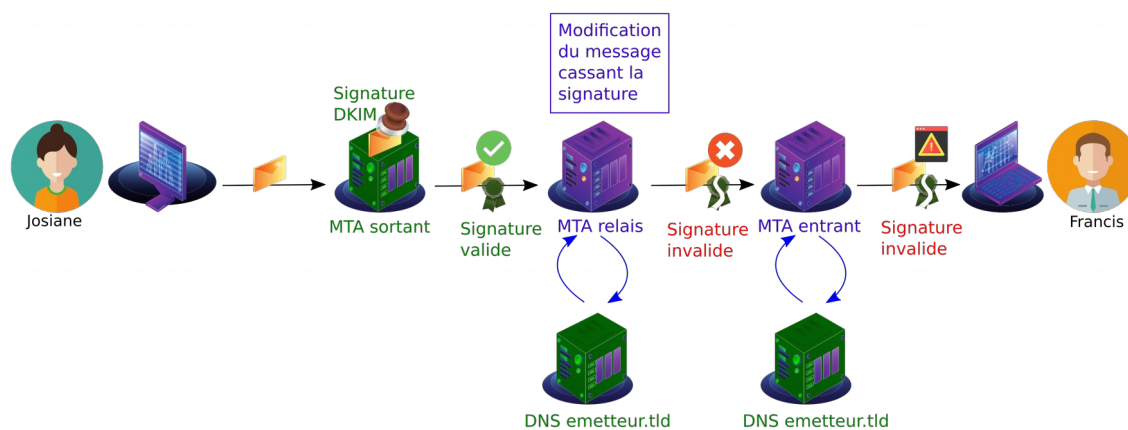 Modification
du message
cassant la
signature
Signature
DKIM
Josiane
MTA sortant
Signature
valide
MTA relais
Signature
invalide
MTA entrant
Signature
invalide
Francis
DNS emetteur.tld
DNS emetteur.tld